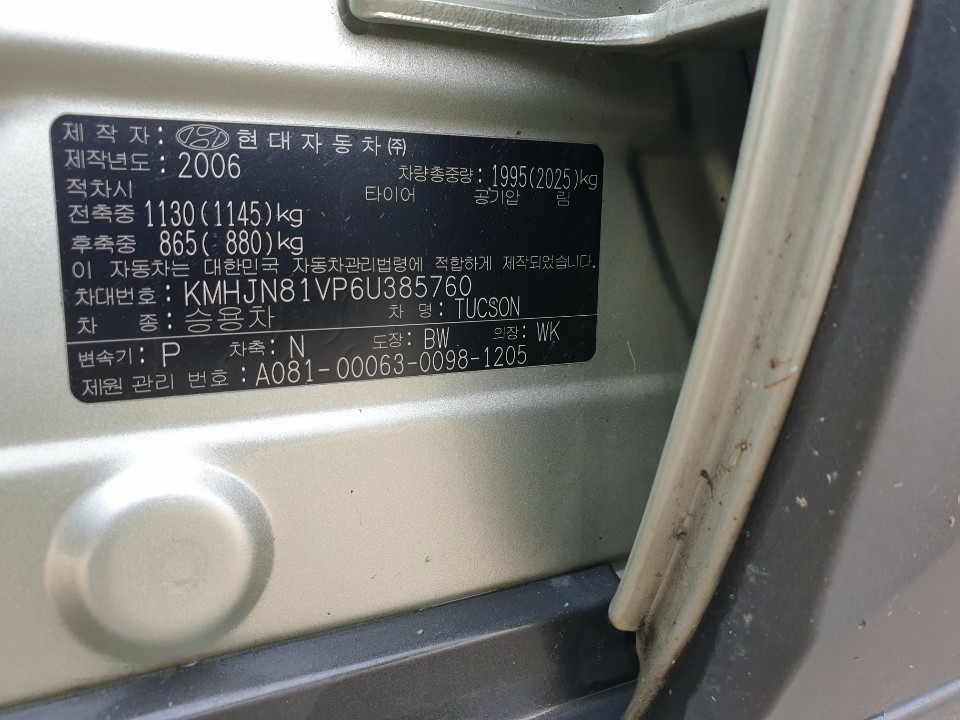 제 작 자 : 현 대 자 동 차 ㈜
제작년도 : 2006 차량총중량 : 1995(2025)kg
적차시 타이어 공기압 림
전축중 1130(1145)kg
후축중 865( 880)kg
이 자동차는 대한민국 자동차관리법령에 적합하게 제작되었습니다.
차대번호 : KMHJN81VP6U385760
차 종 : 승용차 차 명 : TUCSON
변속기 : P 차축 : N 도장 : BW 의장 : WK
제원 관리 번호 : A081-00063-0098-1205